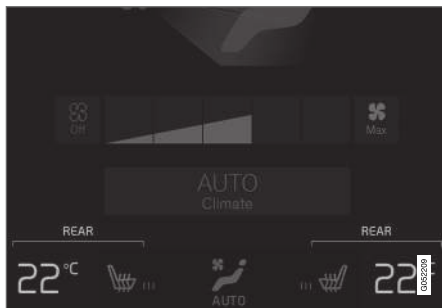 Off
Max
AUTO
Climate
REAR REAR
22°C 22°C
AUTO
G052209